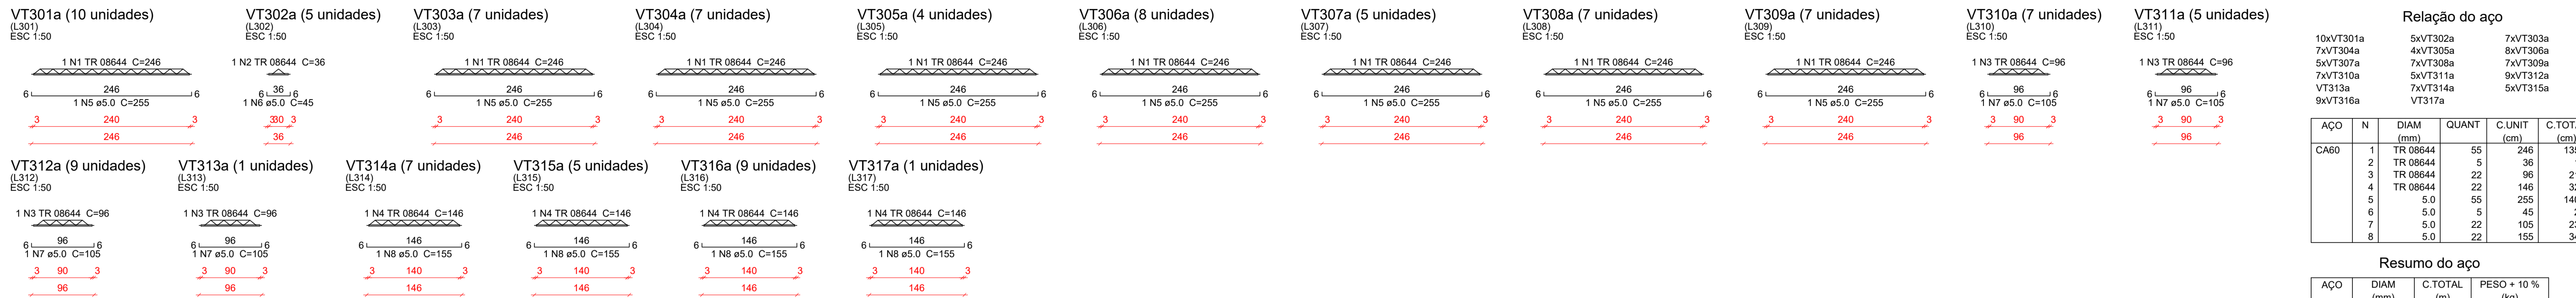 VT301a (10 unidades)
(L301)
ESC 1:50
1 N1 TR 08644 C=246
246
6 6
1 N5 ø5.0 C=255
3 240 3
246
VT302a (5 unidades)
(L302)
ESC 1:50
1 N2 TR 08644 C=36
36
6 6
1 N6 ø5.0 C=45
3 30 3
36
VT303a (7 unidades)
(L303)
ESC 1:50
1 N1 TR 08644 C=246
246
6 6
1 N5 ø5.0 C=255
3 240 3
246
VT304a (7 unidades)
(L304)
ESC 1:50
1 N1 TR 08644 C=246
246
6 6
1 N5 ø5.0 C=255
3 240 3
246
VT305a (4 unidades)
(L305)
ESC 1:50
1 N1 TR 08644 C=246
246
6 6
1 N5 ø5.0 C=255
3 240 3
246
VT306a (8 unidades)
(L306)
ESC 1:50
1 N1 TR 08644 C=246
246
6 6
1 N5 ø5.0 C=255
3 240 3
246
VT307a (5 unidades)
(L307)
ESC 1:50
1 N1 TR 08644 C=246
246
6 6
1 N5 ø5.0 C=255
3 240 3
246
VT308a (7 unidades)
(L308)
ESC 1:50
1 N1 TR 08644 C=246
246
6 6
1 N5 ø5.0 C=255
3 240 3
246
VT309a (7 unidades)
(L309)
ESC 1:50
1 N1 TR 08644 C=246
246
6 6
1 N5 ø5.0 C=255
3 240 3
246
VT310a (7 unidades)
(L310)
ESC 1:50
1 N3 TR 08644 C=96
96
6 6
1 N7 ø5.0 C=105
3 90 3
96
VT311a (5 unidades)
(L311)
ESC 1:50
1 N3 TR 08644 C=96
96
6 6
1 N7 ø5.0 C=105
3 90 3
96
VT312a (9 unidades)
(L312)
ESC 1:50
1 N3 TR 08644 C=96
96
6 6
1 N7 ø5.0 C=105
3 90 3
96
VT313a (1 unidades)
(L313)
ESC 1:50
1 N3 TR 08644 C=96
96
6 6
1 N7 ø5.0 C=105
3 90 3
96
VT314a (7 unidades)
(L314)
ESC 1:50
1 N4 TR 08644 C=146
146
6 6
1 N8 ø5.0 C=155
3 140 3
146
VT315a (5 unidades)
(L315)
ESC 1:50
1 N4 TR 08644 C=146
146
6 6
1 N8 ø5.0 C=155
3 140 3
146
VT316a (9 unidades)
(L316)
ESC 1:50
1 N4 TR 08644 C=146
146
6 6
1 N8 ø5.0 C=155
3 140 3
146
VT317a (1 unidades)
(L317)
ESC 1:50
1 N4 TR 08644 C=146
146
6 6
1 N8 ø5.0 C=155
3 140 3
146
Relação do aço
10xVT301a 5xVT302a 7xVT303a
7xVT304a 4xVT305a 8xVT306a
5xVT307a 7xVT308a 7xVT309a
7xVT310a 5xVT311a 9xVT312a
VT313a 7xVT314a 5xVT315a
9xVT316a VT317a
AÇO N DIAM QUANT C.UNIT
(mm) (cm) (cm)
CA60 1 TR 08644 55 246
2 TR 08644 5 36
3 TR 08644 22 96
4 TR 08644 22 146
5 5.0 55 255
6 5.0 5 45
7 5.0 22 105
8 5.0 22 155
Resumo do aço
AÇO DIAM C.TOTAL PESO + 10 %
(mm) (m) (kg)